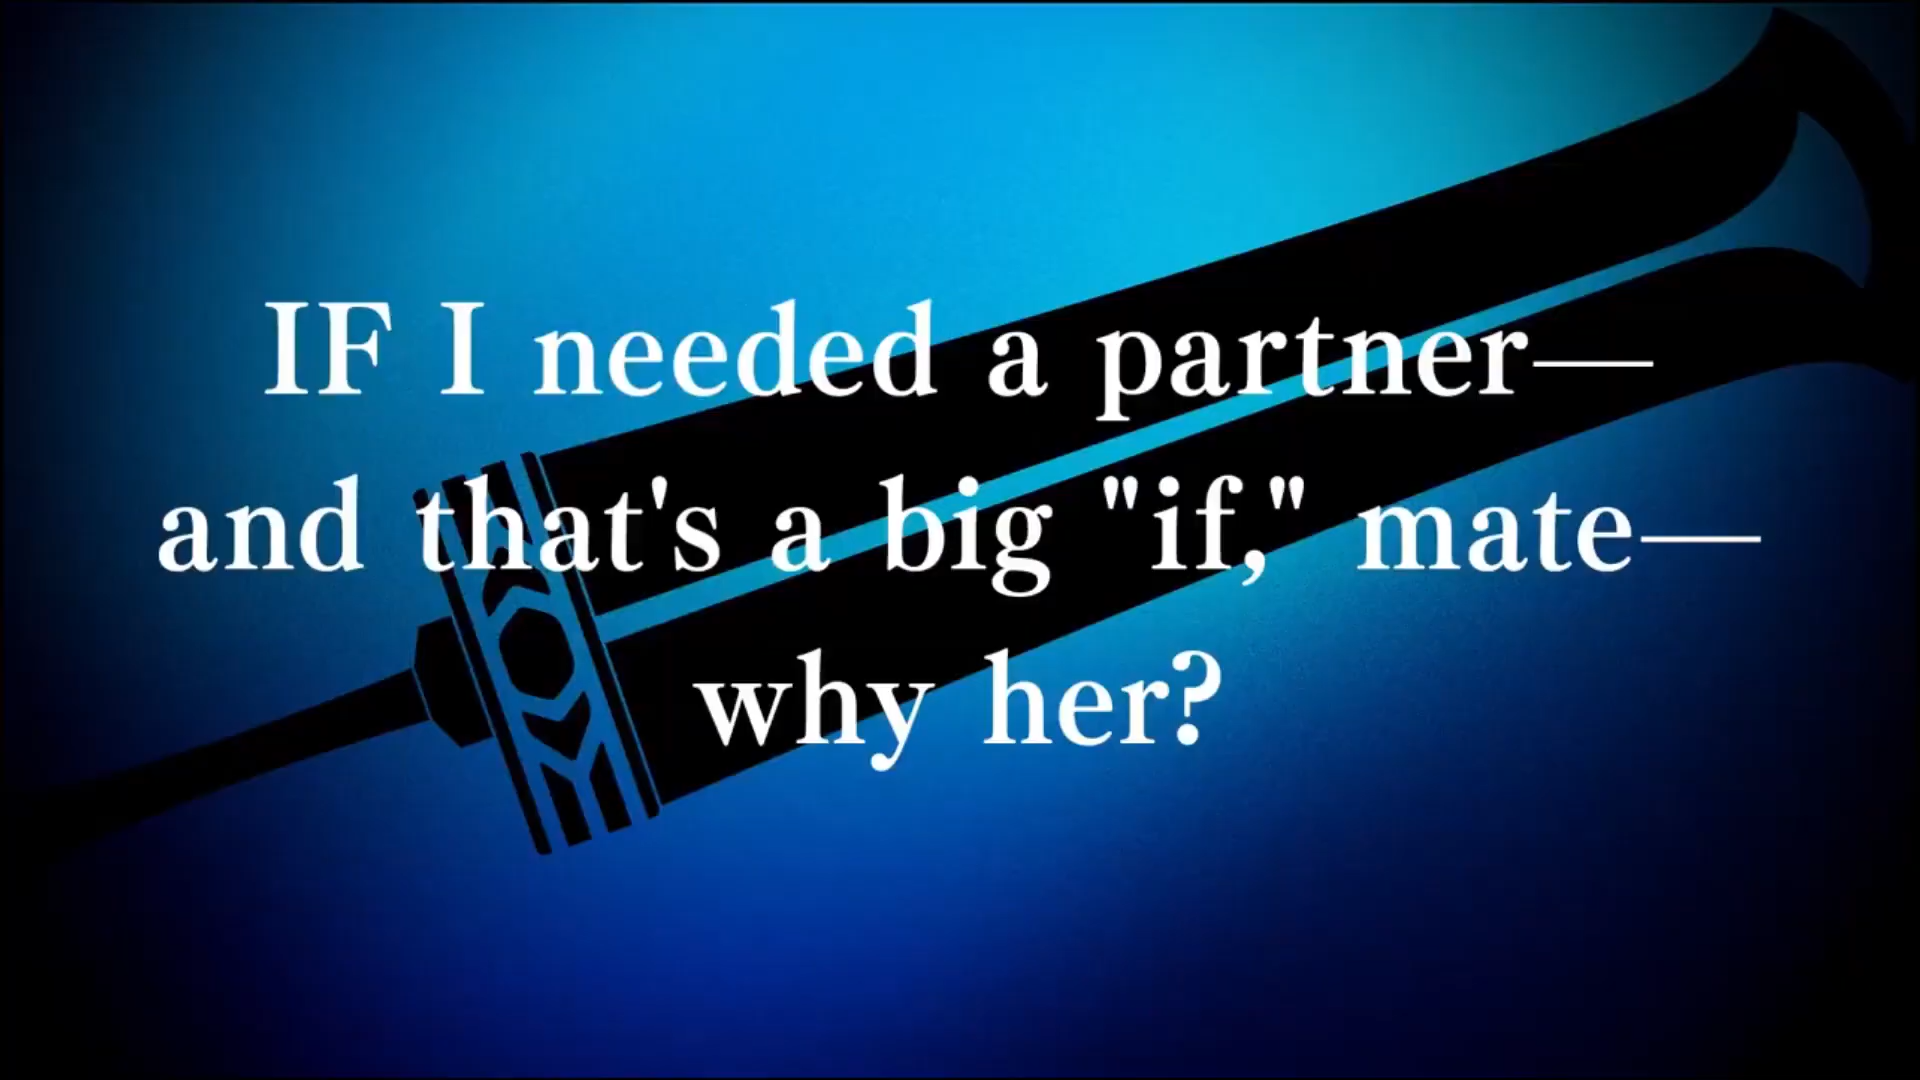 IF I needed a partner—
and that's a big "if," mate—
why her?